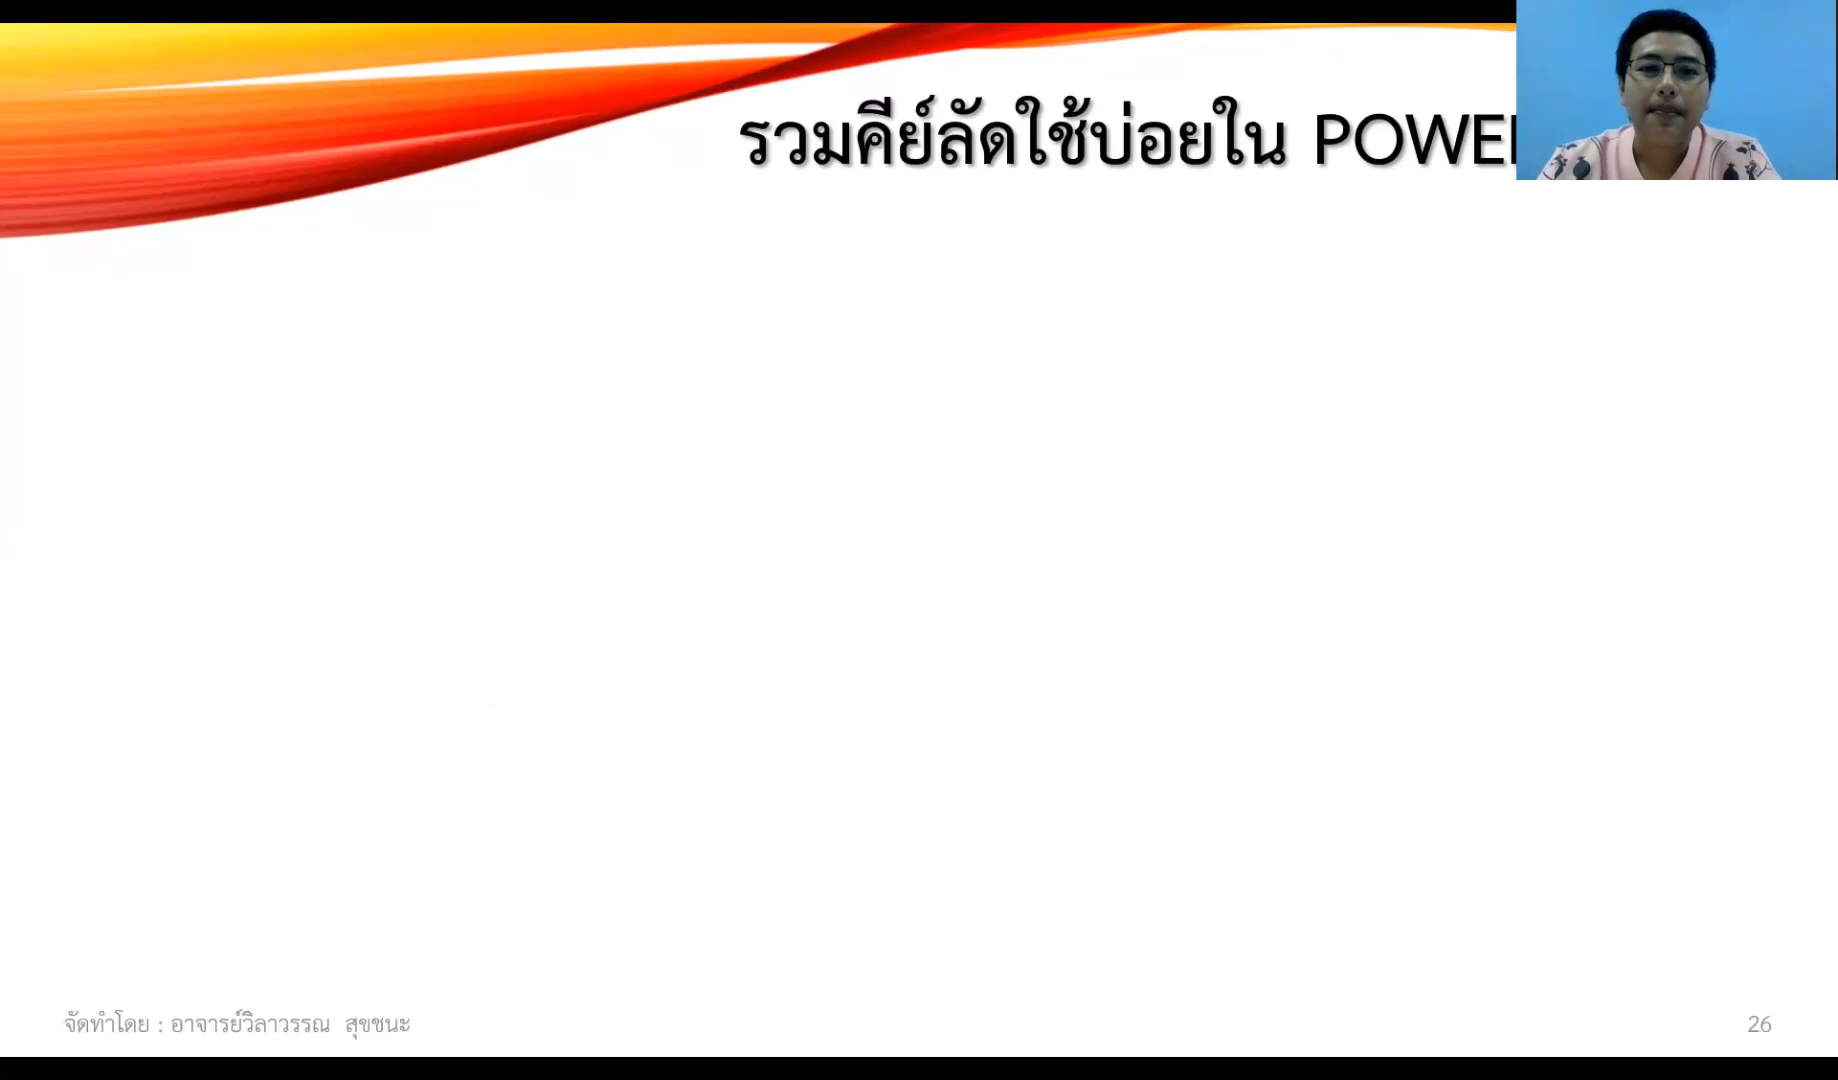 รวมคีย์ลัดใช้บ่อยใน
จัดทำโดย : อาจารย์วิลาวรรณ สุขชนะ
26